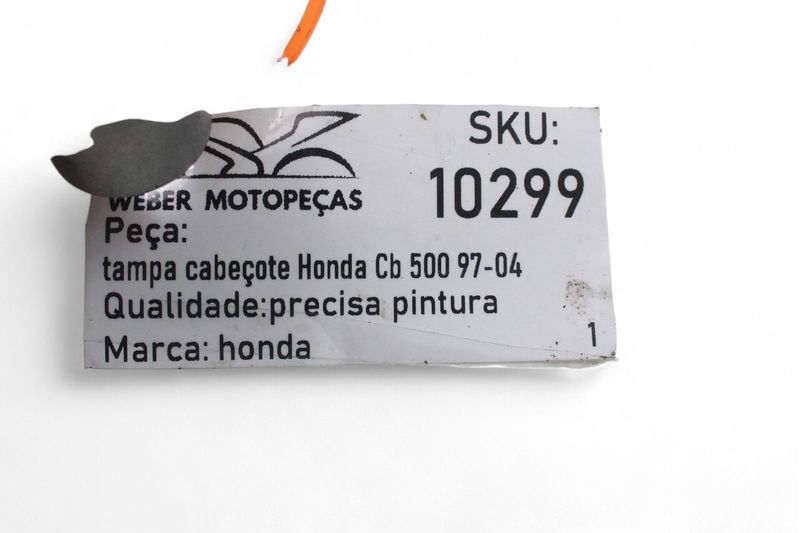 WEBER MOTOPEÇAS
SKU:
10299
Peça:
tampa cabeçote Honda Cb 500 97-04
Qualidade:precisa pintura
Marca: honda
1